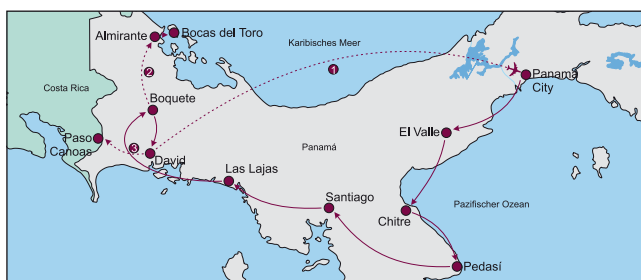 Almirante
Bocas del Toro
Karibisches Meer
1
2
Panama
City
Costa Rica
Boquete
El Valle
Paso
Canoas
3
David
Panamá
Las Lajas
Santiago
Chitre
Pazifischer Ozean
Pedasí